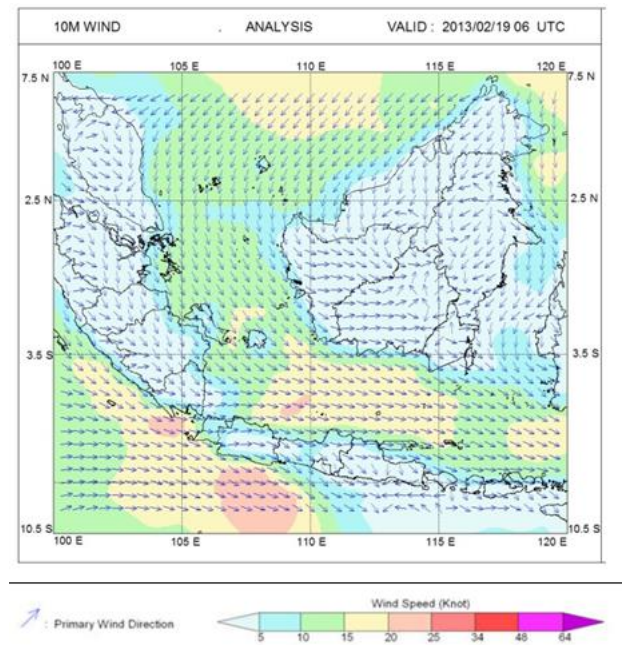 10M WIND . ANALYSIS VALID : 2013/02/19 06 UTC
100 E 105 E 110 E 115 E 120 E
7.5 N 7.5 N
2.5 N 2.5 N
3.5 S 3.5 S
10.5 S 10.5 S
100 E 105 E 110 E 115 E 120 E
Wind Speed (Knot)
: Primary Wind Direction
5 10 15 20 25 34 48 64